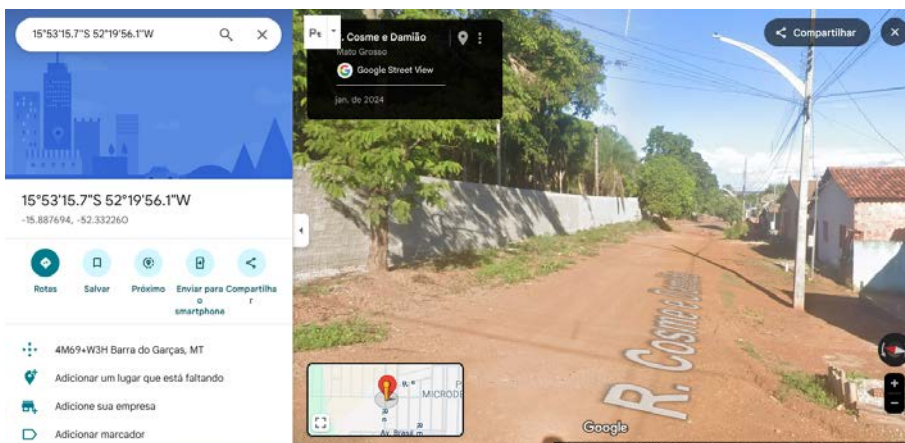 15°53'15.7"S 52°19'56.1"W
15°53'15.7"S 52°19'56.1"W
-15.887694, -52.332260
Rotas
Salvar
Próximo
Enviar para
o
smartphone
Compartilha
r
4M69+W3H Barra do Garças, MT
Adicionar um lugar que está faltando
Adicione sua empresa
Adicionar marcador
. Cosme e Damião
Mato Grosso
Google Street View
jan. de 2024
Compartilhar
R. Cosme e Dam
MICROD
Av. Brasil
Google